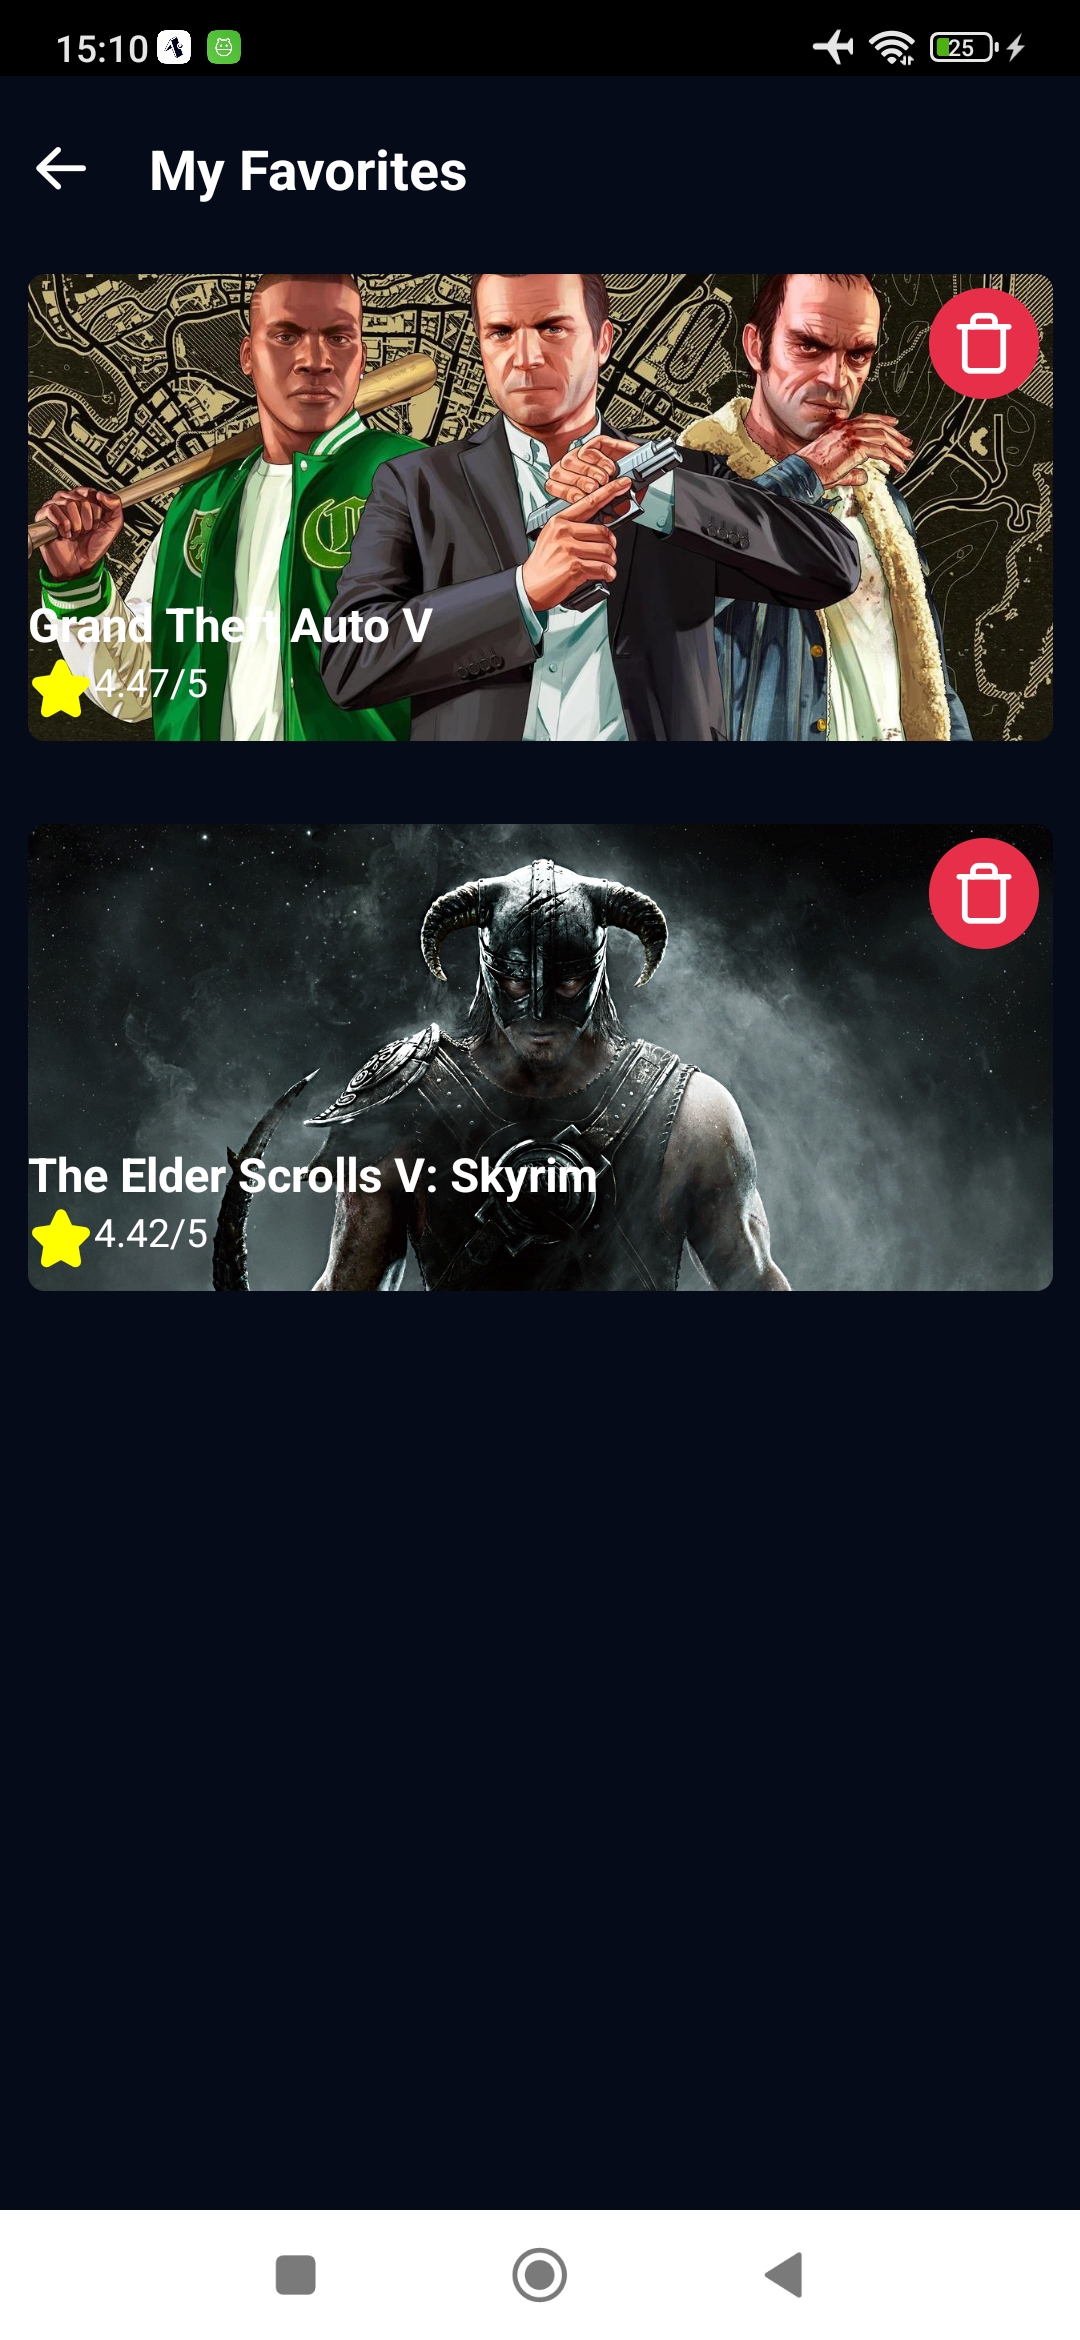 15:10
25
My Favorites
Grand Theft Auto V
4.47/5
The Elder Scrolls V: Skyrim
4.42/5